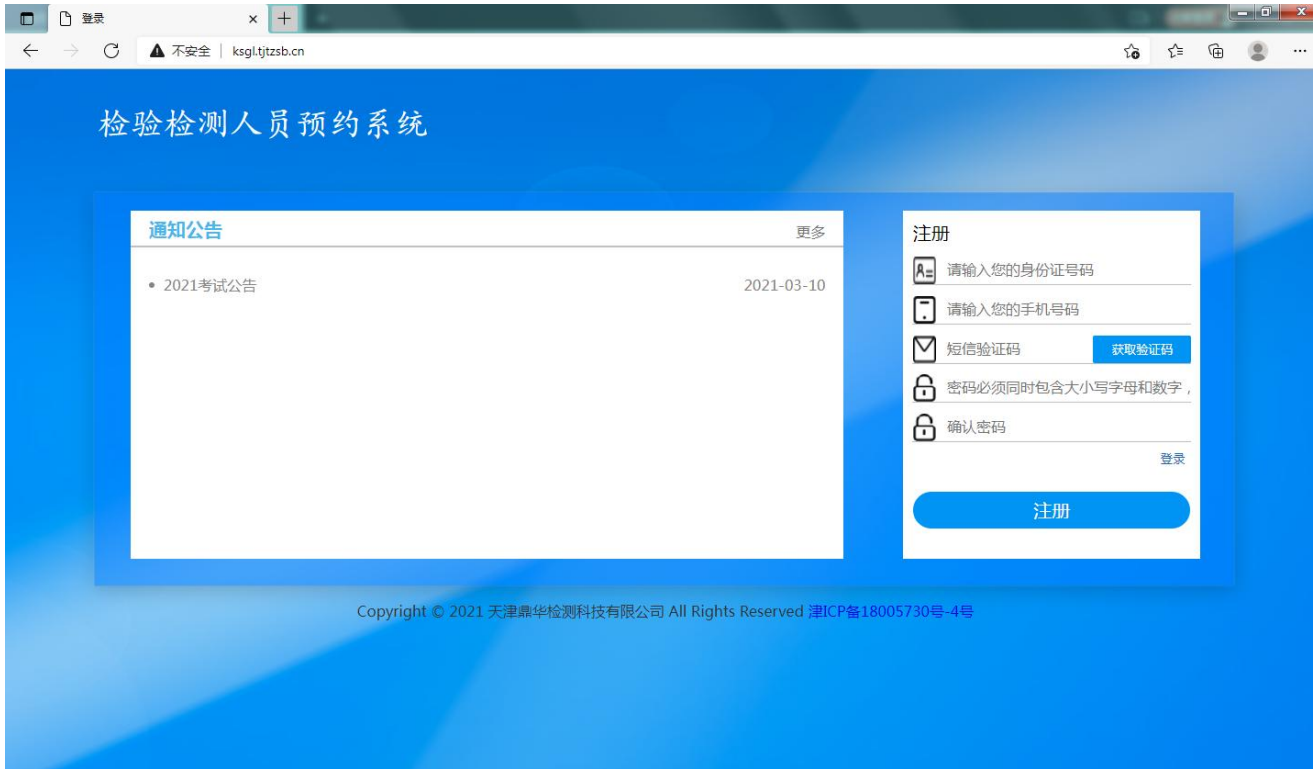 登录
不安全 ksgl.tjtzsb.cn
检验检测人员预约系统
通知公告 更多
2021考试公告 2021-03-10
注册
请输入您的身份证号码
请输入您的手机号码
短信验证码 获取验证码
密码必须同时包含大小写字母和数字，
确认密码
登录
注册
Copyright © 2021 天津鼎华检测科技有限公司 All Rights Reserved 津ICP备18005730号-4号